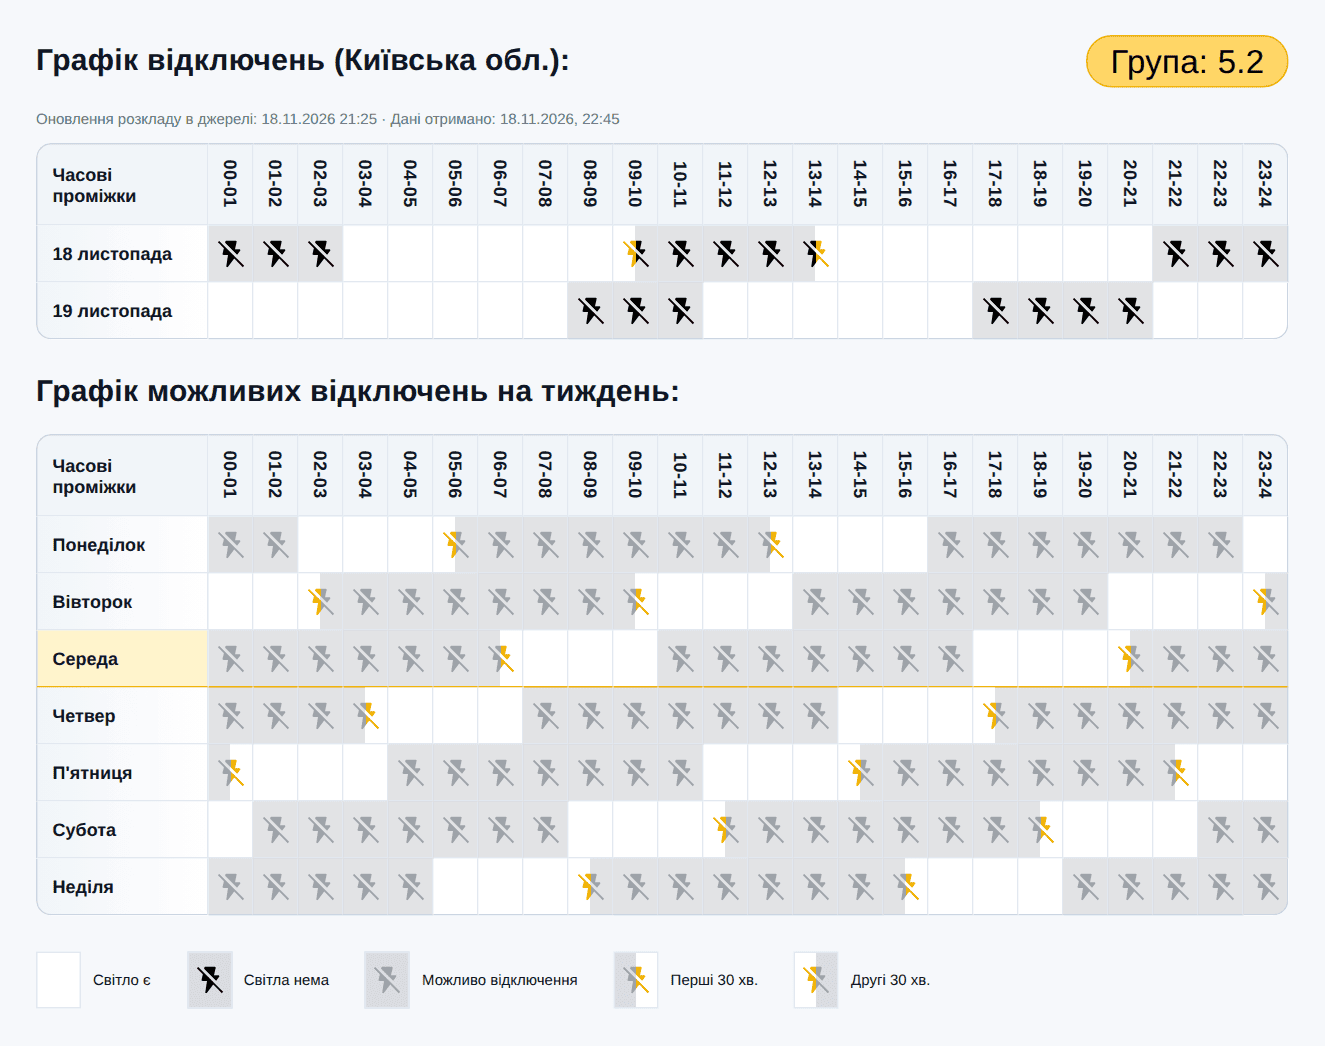 Графік відключень (Київська обл.):
Група: 5.2
Оновлення розкладу в джерелі: 18.11.2026 21:25 · Дані отримано: 18.11.2026, 22:45
Часові
проміжки
00-01 01-02 02-03 03-04 04-05 05-06 06-07 07-08 08-09 09-10 10-11 11-12 12-13 13-14 14-15 15-16 16-17 17-18 18-19 19-20 20-21 21-22 22-23 23-24
18 листопада
19 листопада
Графік можливих відключень на тиждень:
Часові
проміжки
00-01 01-02 02-03 03-04 04-05 05-06 06-07 07-08 08-09 09-10 10-11 11-12 12-13 13-14 14-15 15-16 16-17 17-18 18-19 19-20 20-21 21-22 22-23 23-24
Понеділок
Вівторок
Середа
Четвер
П'ятниця
Субота
Неділя
Світло є
Світла нема
Можливо відключення
Перші 30 хв.
Другі 30 хв.